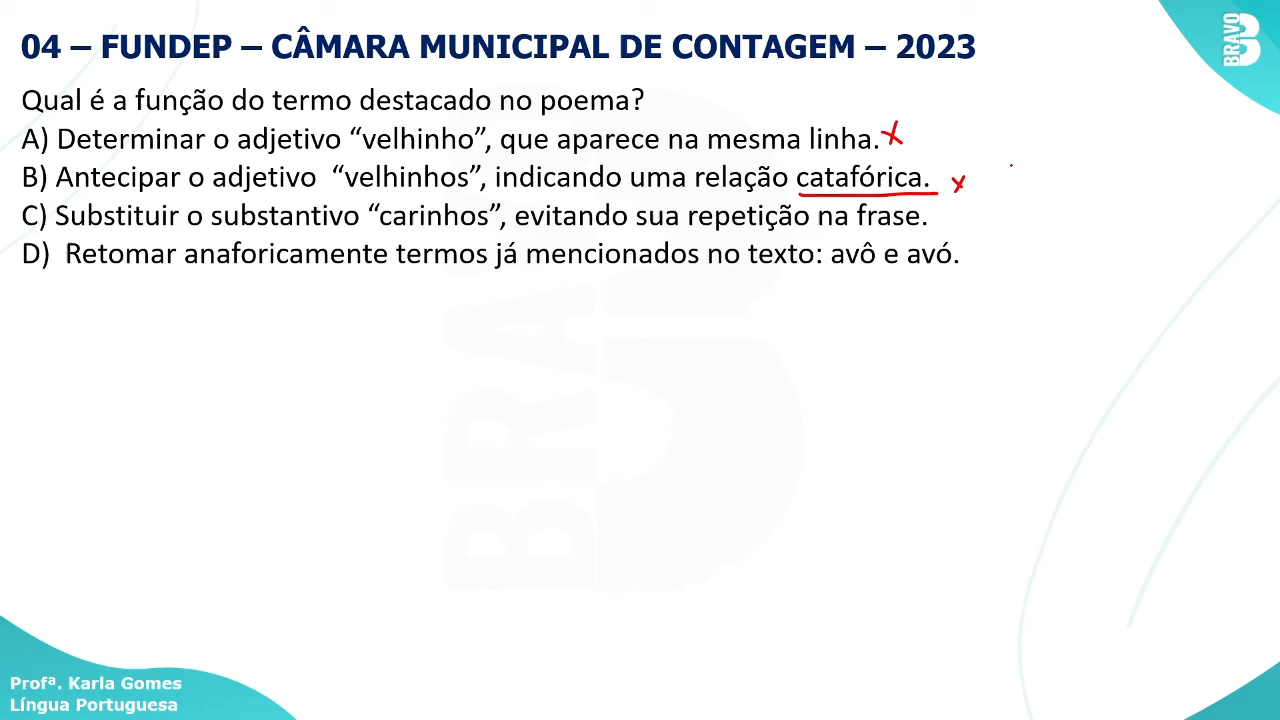 04 – FUNDEP – CÂMARA MUNICIPAL DE CONTAGEM – 2023
BRAVO
Qual é a função do termo destacado no poema?
A) Determinar o adjetivo “velhinho”, que aparece na mesma linha.
B) Antecipar o adjetivo “velhinhos”, indicando uma relação catafórica.
C) Substituir o substantivo “carinhos”, evitando sua repetição na frase.
D) Retomar anaforicamente termos já mencionados no texto: avô e avó.
BRAVO
Profª. Karla Gomes
Língua Portuguesa